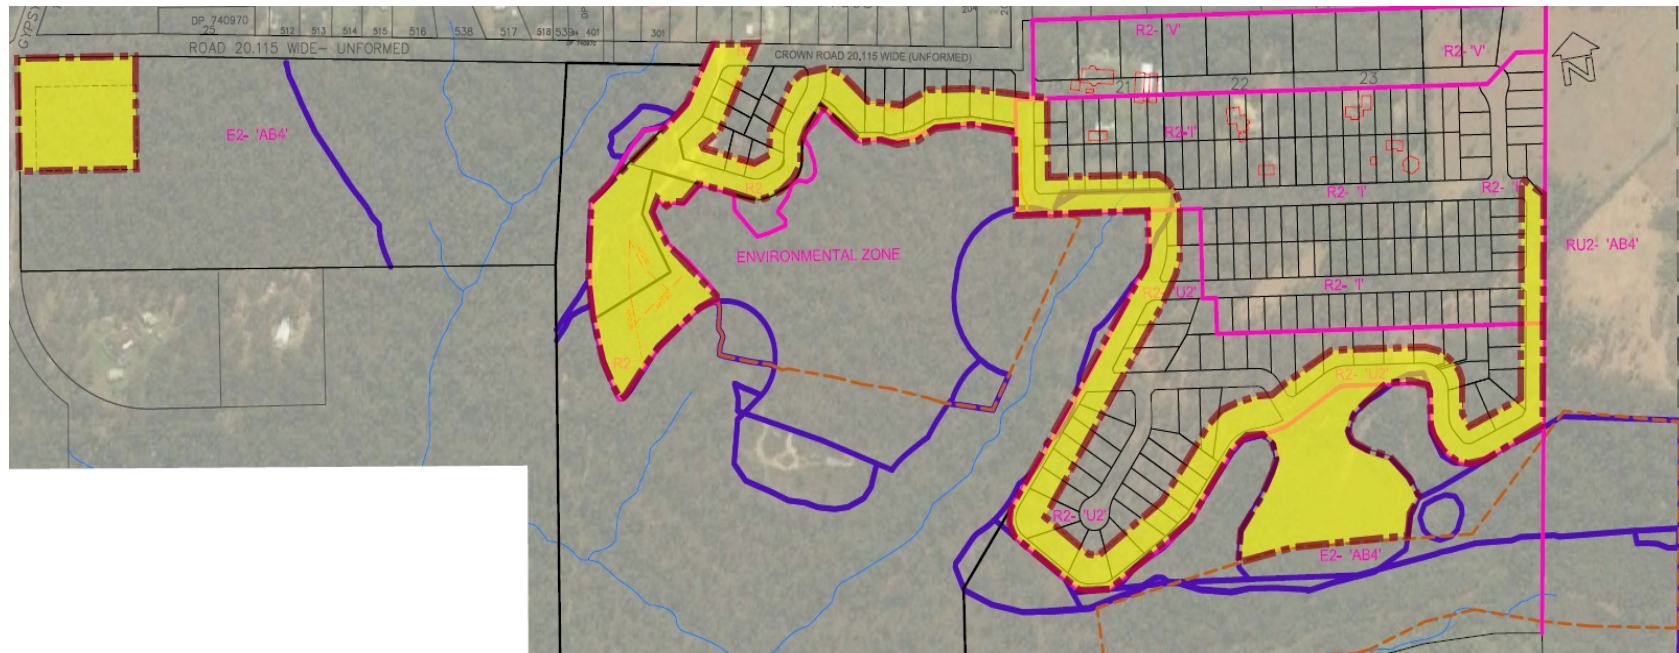 GYPSY
DP 740970
25
512
513
514
515
516
538
517
518
539
401
301
ROAD 20.115 WIDE- UNFORMED
CROWN ROAD 20.115 WIDE (UNFORMED)
R2- 'V'
R2- 'V'
N
21
22
23
E2- 'AB4'
R2-'I'
R2
R2- 'I'
R2- 'I'
ENVIRONMENTAL ZONE
RU2- 'AB4'
R2- 'U2'
R2- 'I'
R2
R2- 'U2'
R2- 'U2'
E2- 'AB4'